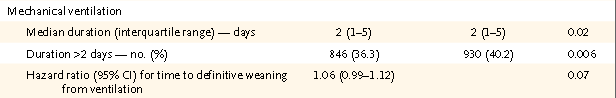 Mechanical ventilation
Median duration (interquartile range) — days 2 (1–5) 2 (1–5) 0.02
Duration >2 days — no. (%) 846 (36.3) 930 (40.2) 0.006
Hazard ratio (95% CI) for time to definitive weaning 1.06 (0.99–1.12) 0.07
from ventilation